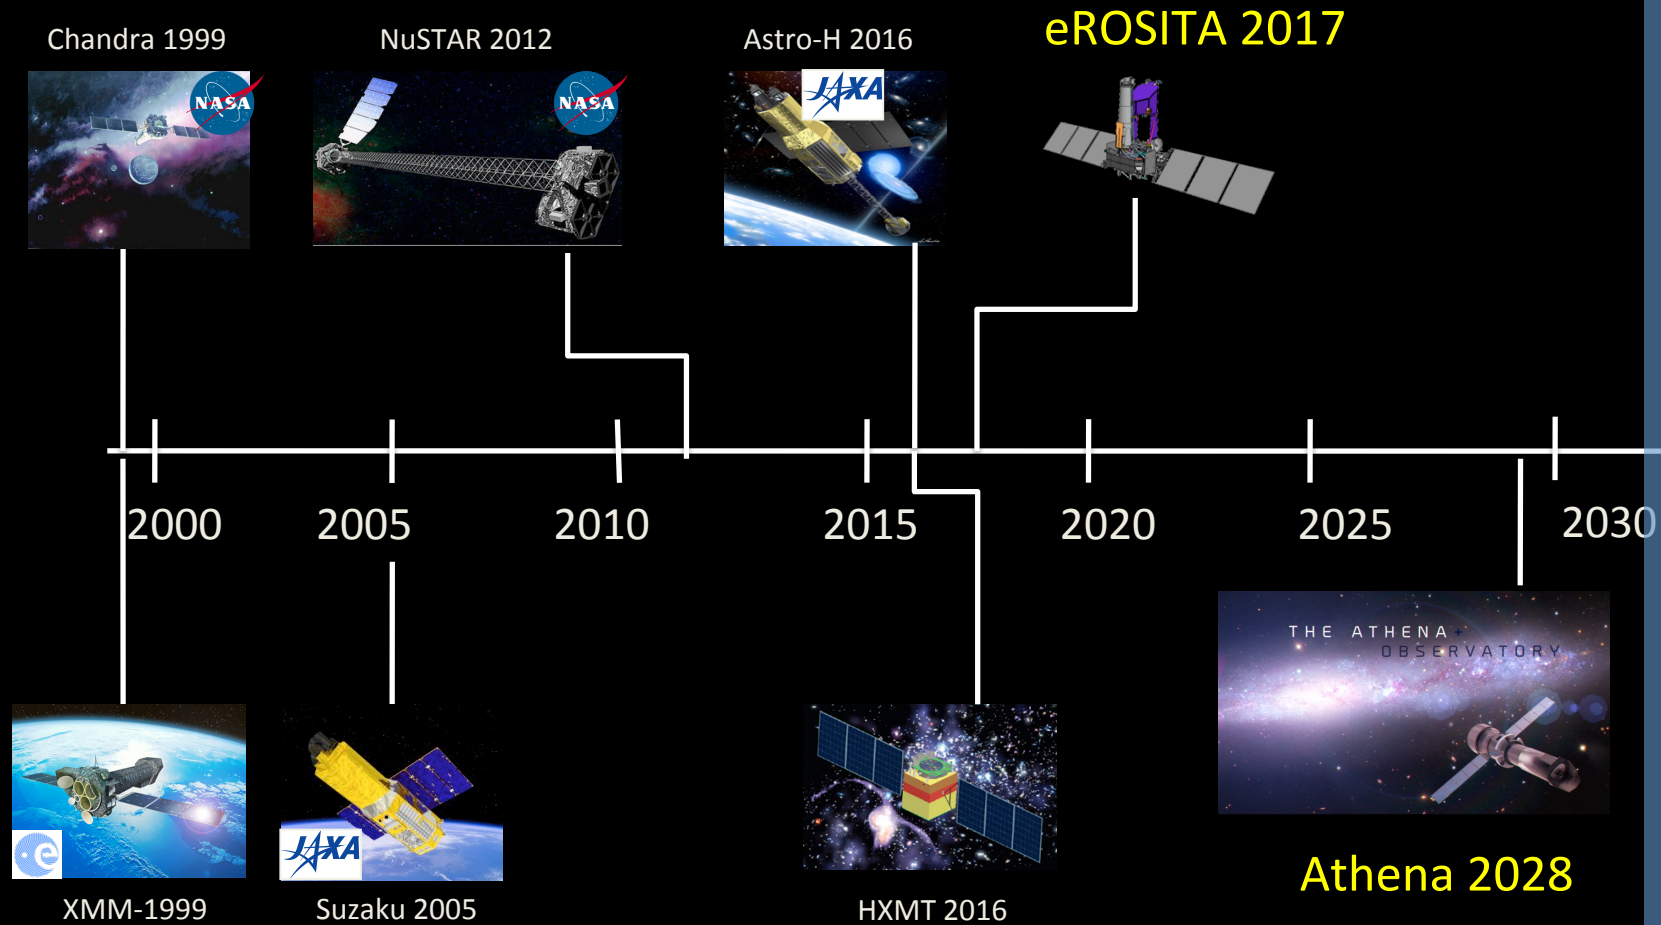 Chandra 1999
NuSTAR 2012
Astro-H 2016
eROSITA 2017
NASA
NASA
JAXA
2000
2005
2010
2015
2020
2025
2030
THE ATHENA+
OBSERVATORY
JAXA
e
XMM-1999
Suzaku 2005
HXMT 2016
Athena 2028